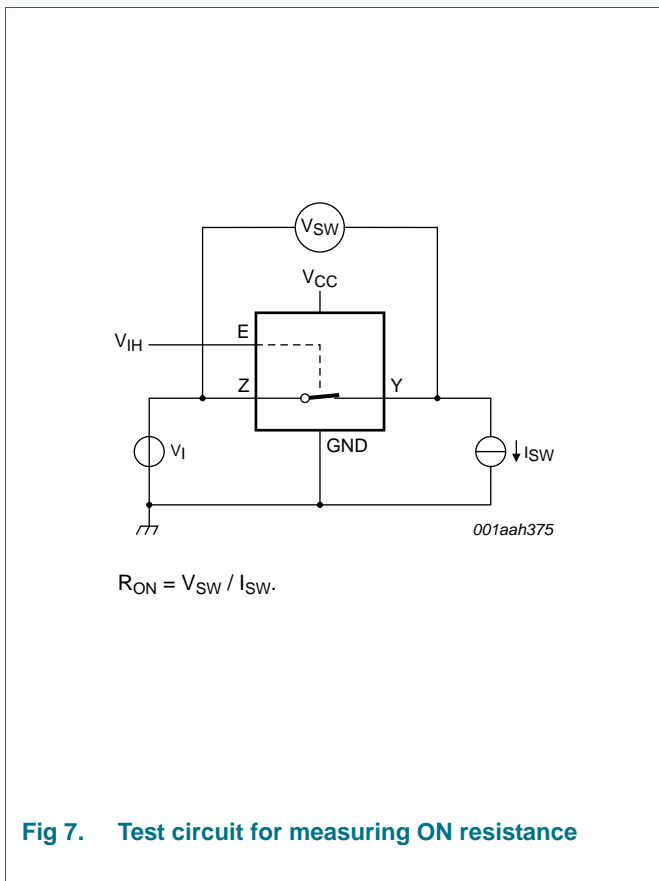 VSW
VCC
E
VIH
Z
Y
VI
GND
ISW
001aah375
RON = VSW / ISW.
Fig 7. Test circuit for measuring ON resistance